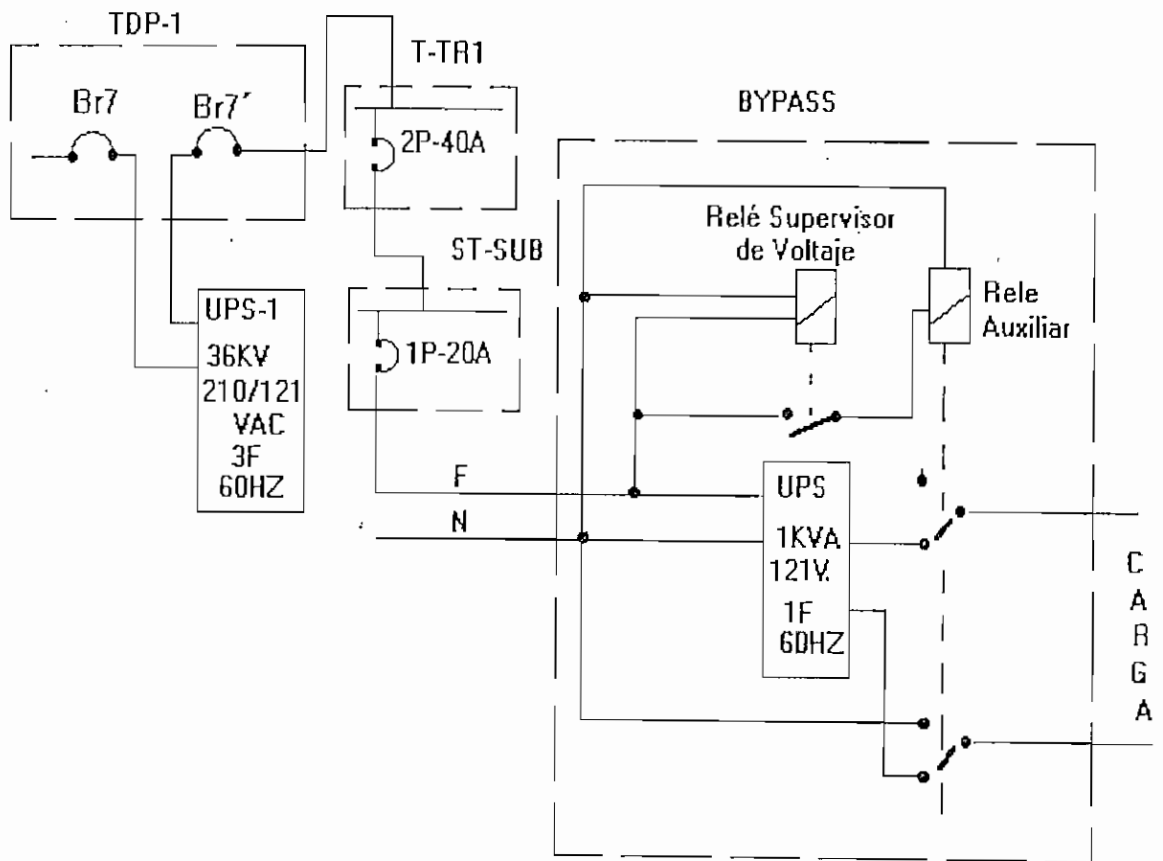 TDP-1
Br7
Br7'
T-TR1
2P-40A
ST-SUB
1P-20A
UPS-1
36KV
210/121
VAC
3F
60HZ
F
N
BYPASS
Relé Supervisor
de Voltaje
Rele
Auxiliar
UPS
1KVA
121V.
1F
60HZ
CARGA